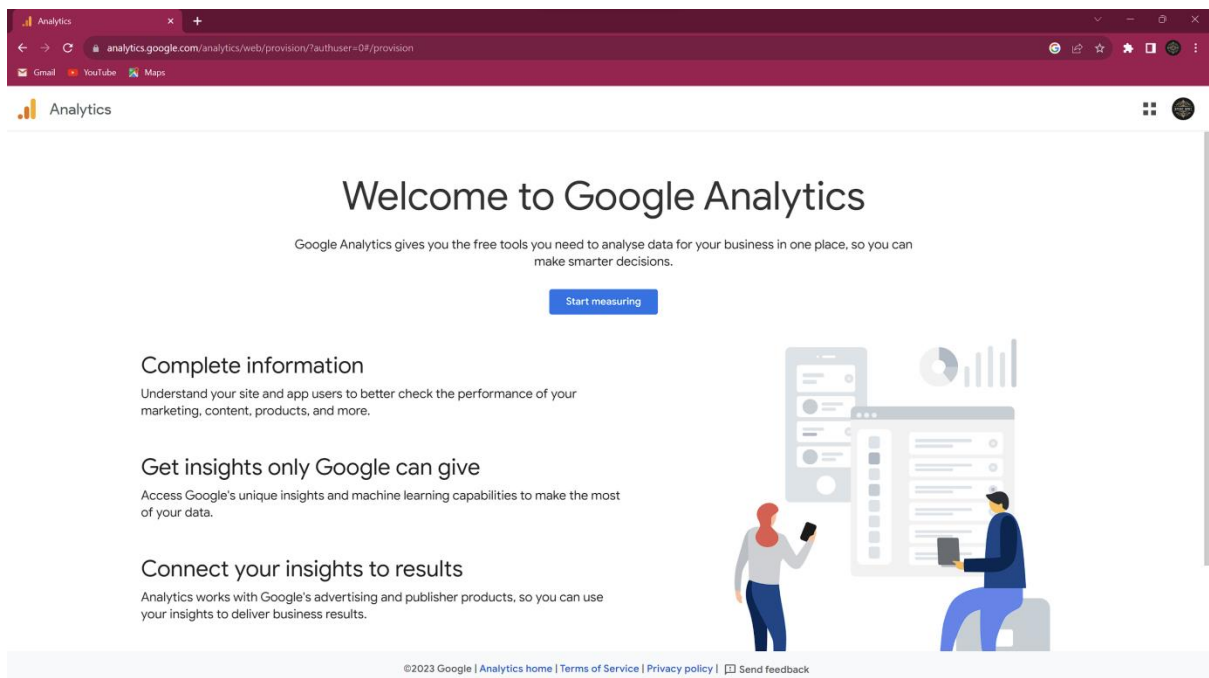 Analytics
analytics.google.com/analytics/web/provision/?authuser=0#/provision
Gmail YouTube Maps
Analytics
Welcome to Google Analytics
Google Analytics gives you the free tools you need to analyse data for your business in one place, so you can
make smarter decisions.
Start measuring
Complete information
Understand your site and app users to better check the performance of your
marketing, content, products, and more.
Get insights only Google can give
Access Google's unique insights and machine learning capabilities to make the most
of your data.
Connect your insights to results
Analytics works with Google's advertising and publisher products, so you can use
your insights to deliver business results.
©2023 Google | Analytics home | Terms of Service | Privacy policy | Send feedback